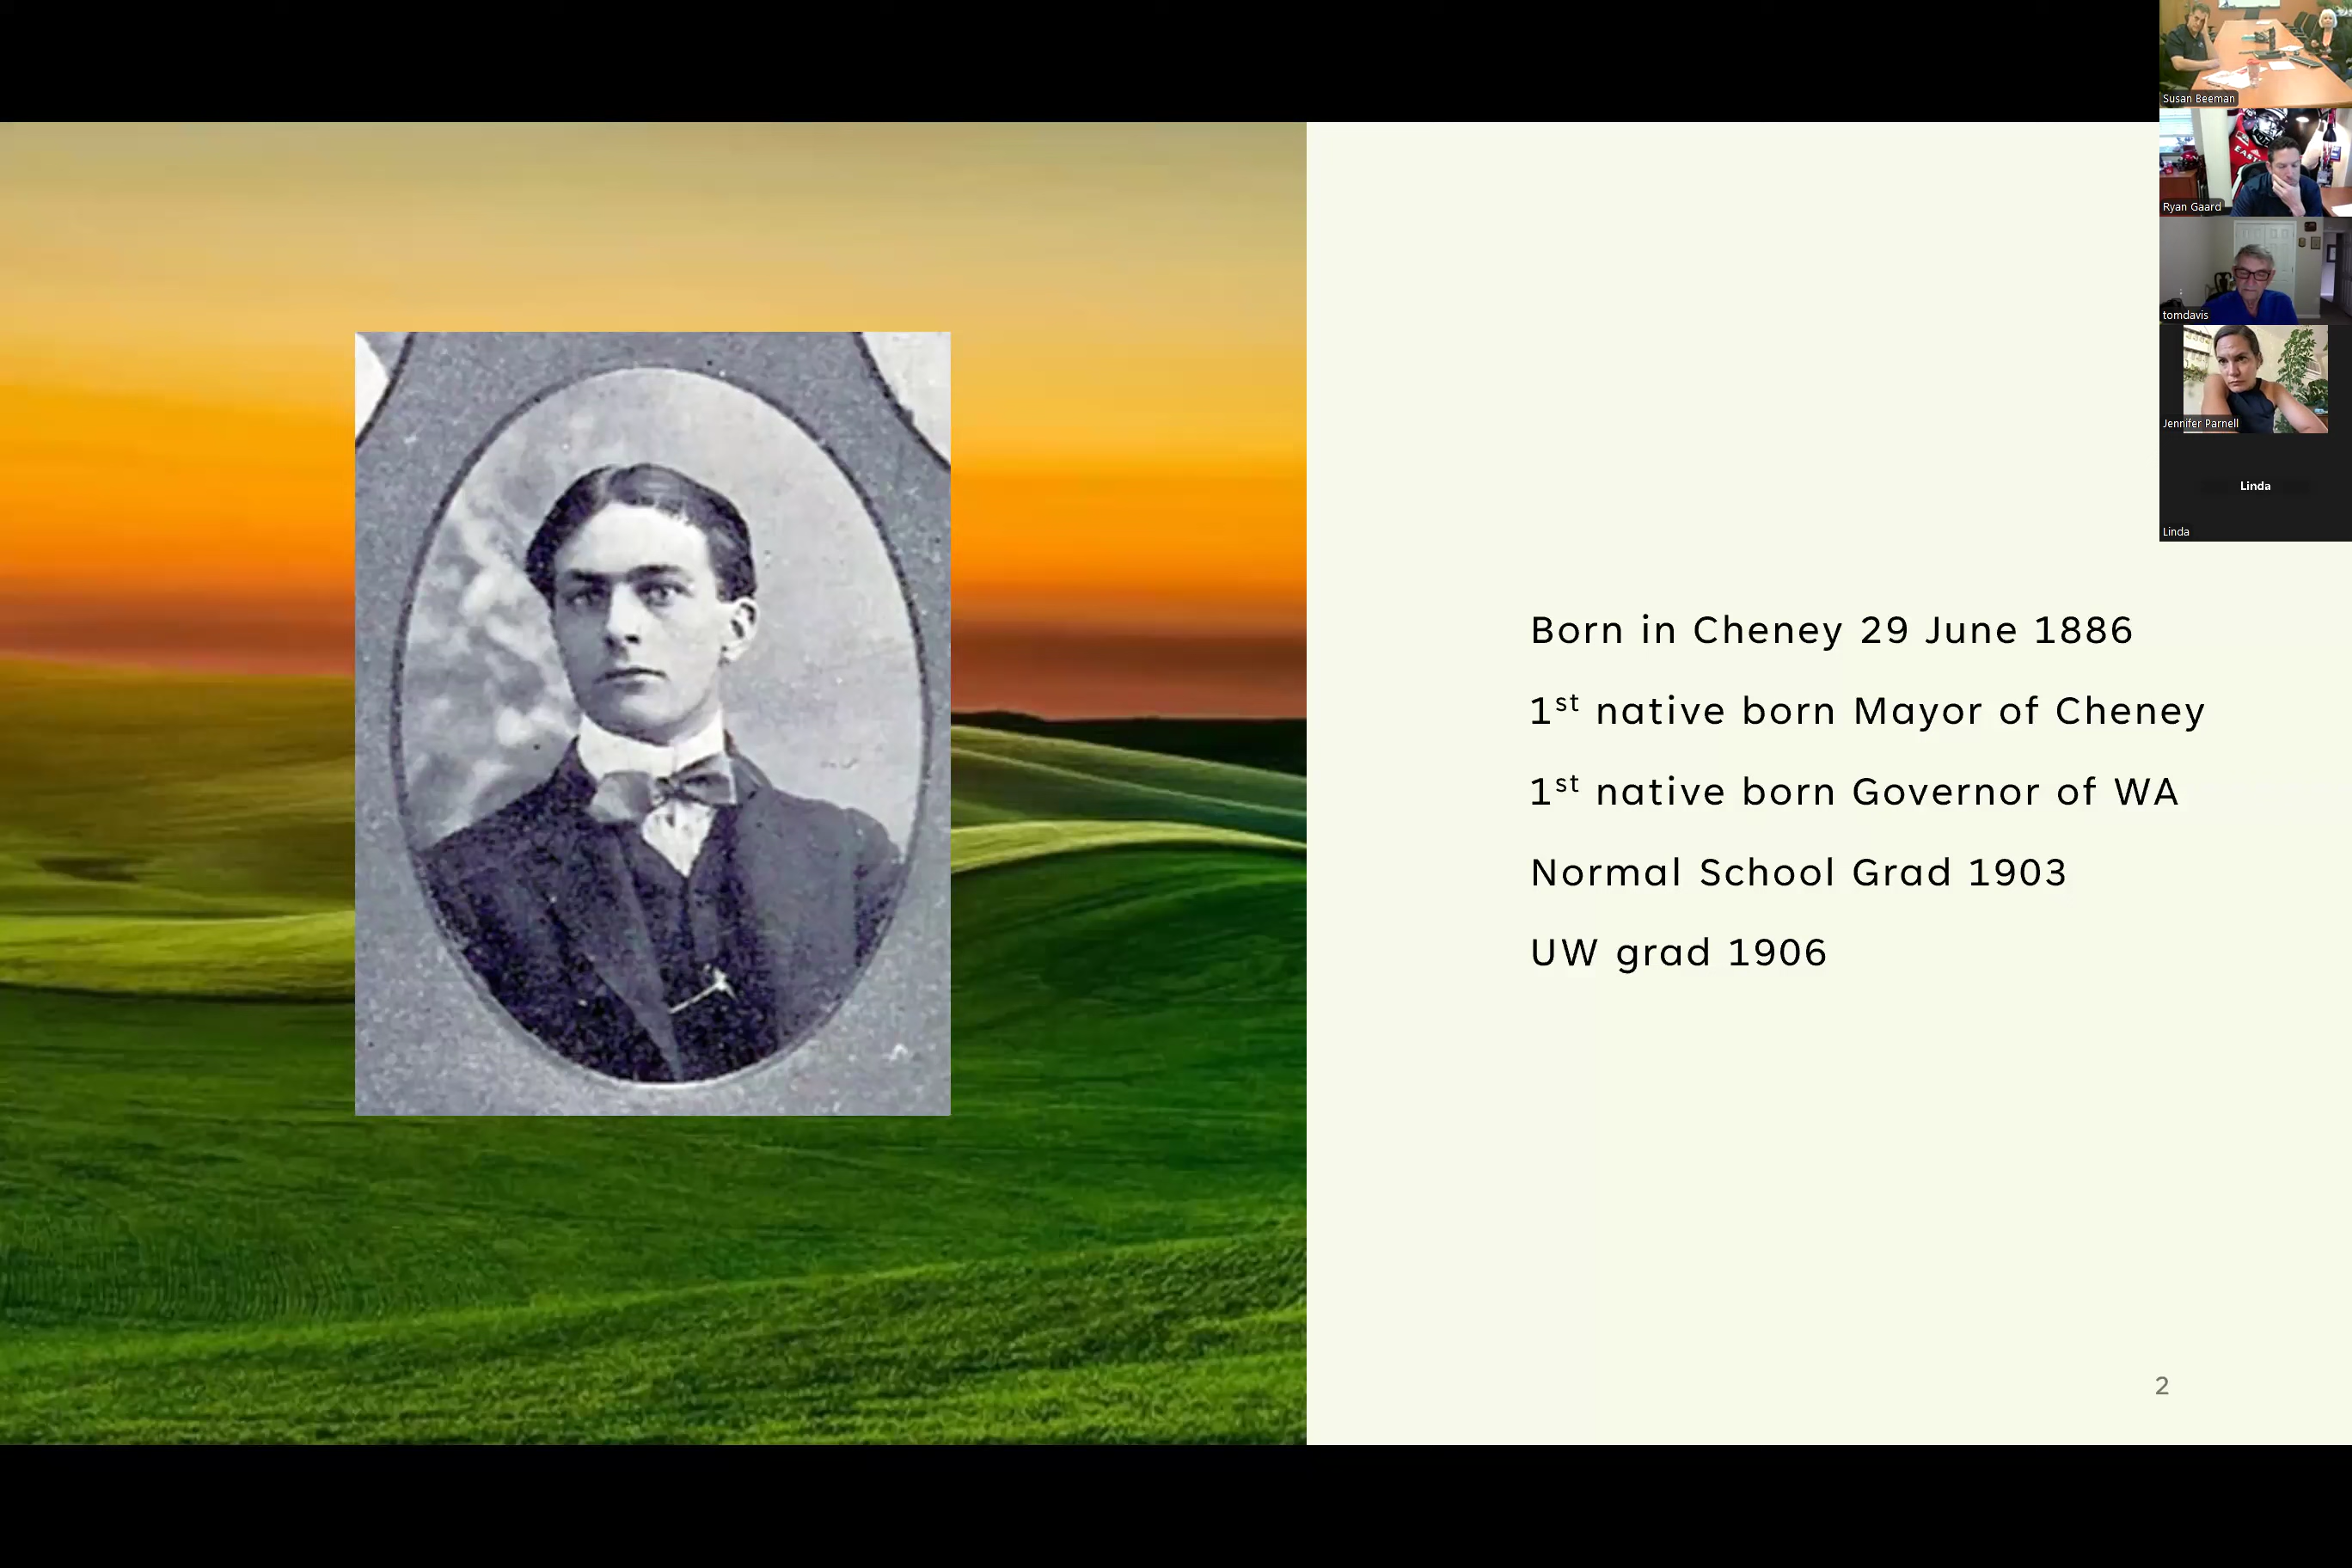 Born in Cheney 29 June 1886
1st native born Mayor of Cheney
1st native born Governor of WA
Normal School Grad 1903
UW grad 1906
2
Susan Beeman
EAST
Ryan Gaard
tomdavis
Jennifer Parnell
Linda
Linda